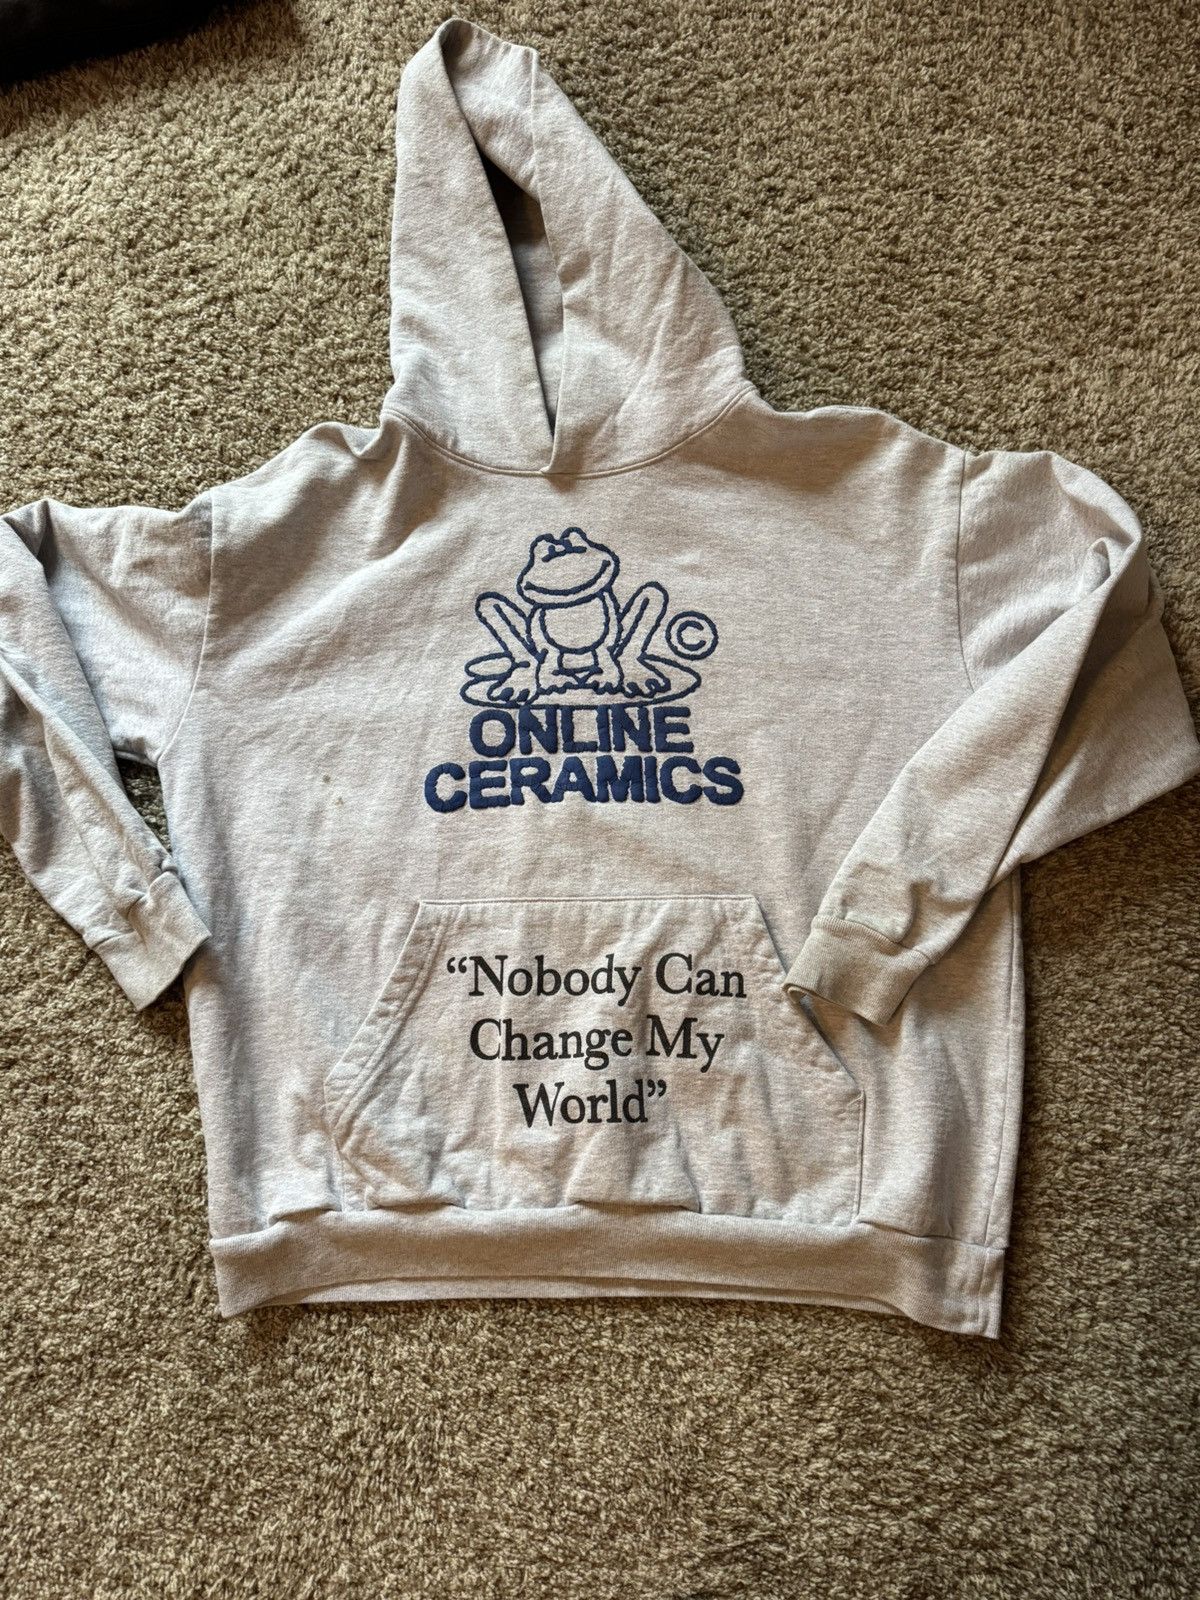 ©
ONLINE
CERAMICS
“Nobody Can
Change My
World”